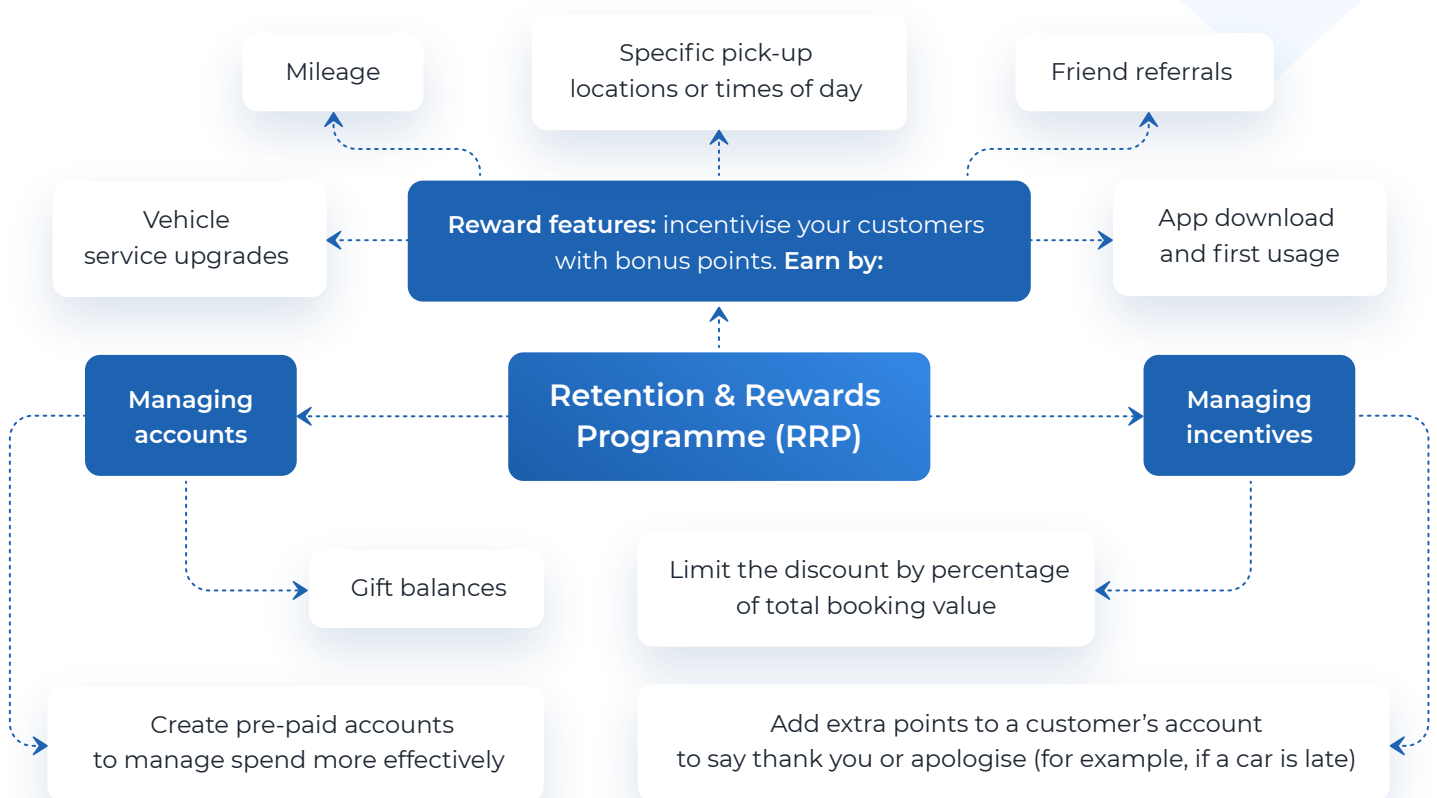 Mileage
Specific pick-up
locations or times of day
Friend referrals
Vehicle
service upgrades
Reward features: incentivise your customers
with bonus points. Earn by:
App download
and first usage
Managing
accounts
Retention & Rewards
Programme (RRP)
Managing
incentives
Gift balances
Limit the discount by percentage
of total booking value
Create pre-paid accounts
to manage spend more effectively
Add extra points to a customer’s account
to say thank you or apologise (for example, if a car is late)